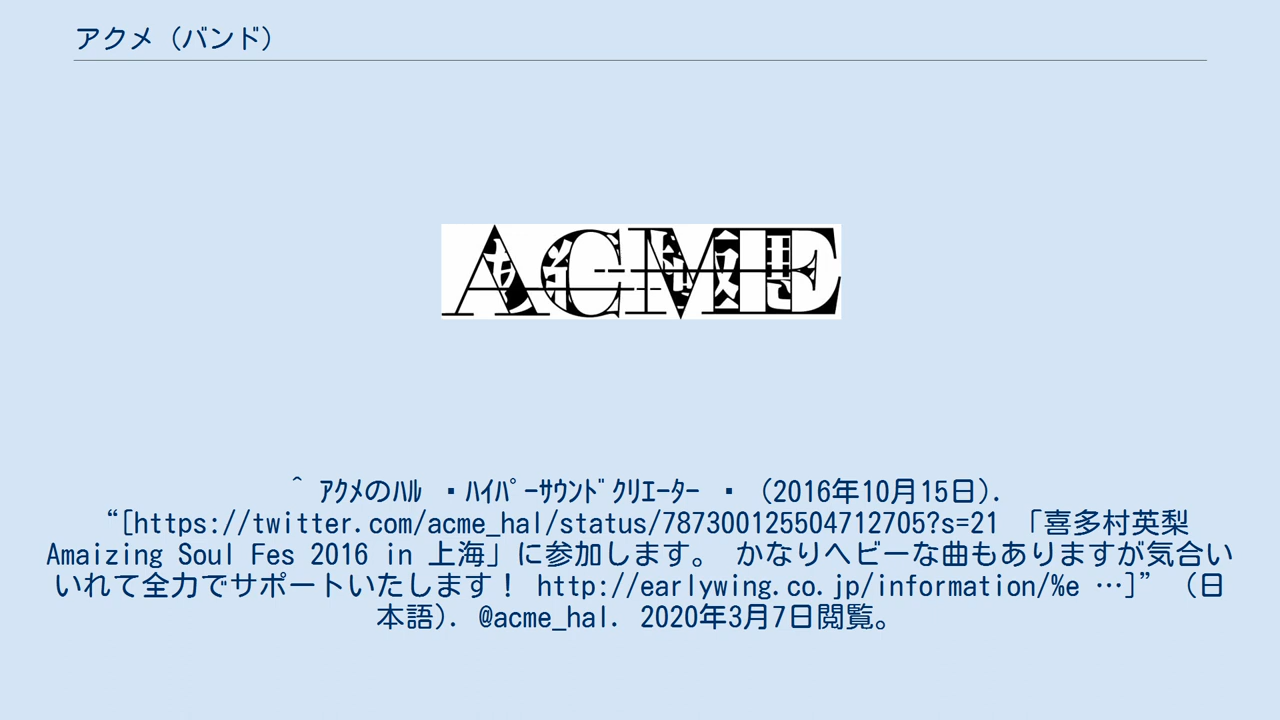 アクメ（バンド）
ACME
^ ｱｸﾒのﾊﾙ ▪ﾊｲﾊﾟｰｻｳﾝﾄﾞｸﾘｴｰﾀｰ ▪ (2016年10月15日).
“[https://twitter.com/acme_hal/status/787300125504712705?s=21 「喜多村英梨
Amaizing Soul Fes 2016 in 上海」に参加します。 かなりヘビーな曲もありますが気合い
いれて全力でサポートいたします！ http://earlywing.co.jp/information/%e …]” (日
本語). @acme_hal. 2020年3月7日閲覧。